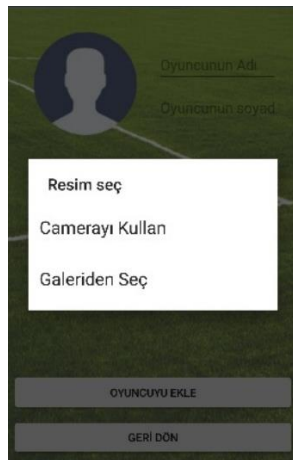 Oyuncunun Adı
Oyuncunun soyad
Resim seç
Camerayı Kullan
Galeriden Seç
OYUNCUYU EKLE
GERİ DÖN